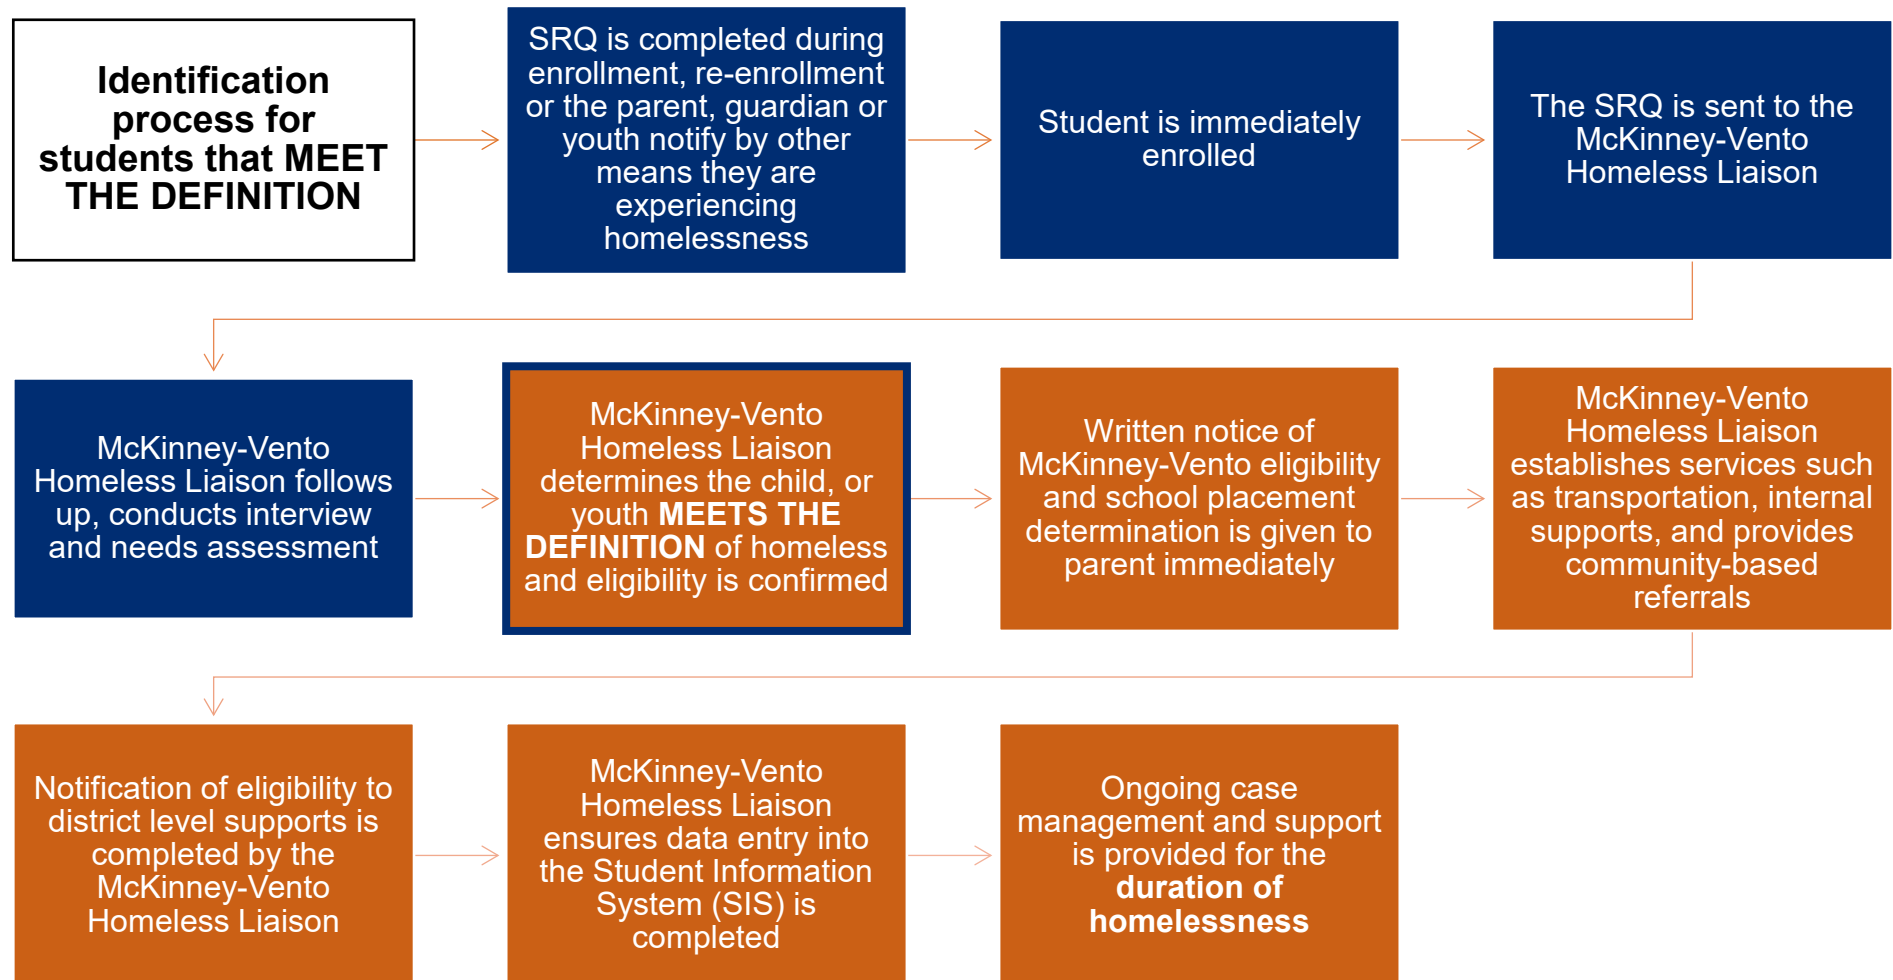 Identification
process for
students that MEET
THE DEFINITION
SRQ is completed during
enrollment, re-enrollment
or the parent, guardian or
youth notify by other
means they are
experiencing
homelessness
Student is immediately
enrolled
The SRQ is sent to the
McKinney-Vento
Homeless Liaison
McKinney-Vento
Homeless Liaison follows
up, conducts interview
and needs assessment
McKinney-Vento
Homeless Liaison
determines the child, or
youth MEETS THE
DEFINITION of homeless
and eligibility is confirmed
Written notice of
McKinney-Vento eligibility
and school placement
determination is given to
parent immediately
McKinney-Vento
Homeless Liaison
establishes services such
as transportation, internal
supports, and provides
community-based
referrals
Notification of eligibility to
district level supports is
completed by the
McKinney-Vento
Homeless Liaison
McKinney-Vento
Homeless Liaison
ensures data entry into
the Student Information
System (SIS) is
completed
Ongoing case
management and support
is provided for the
duration of
homelessness